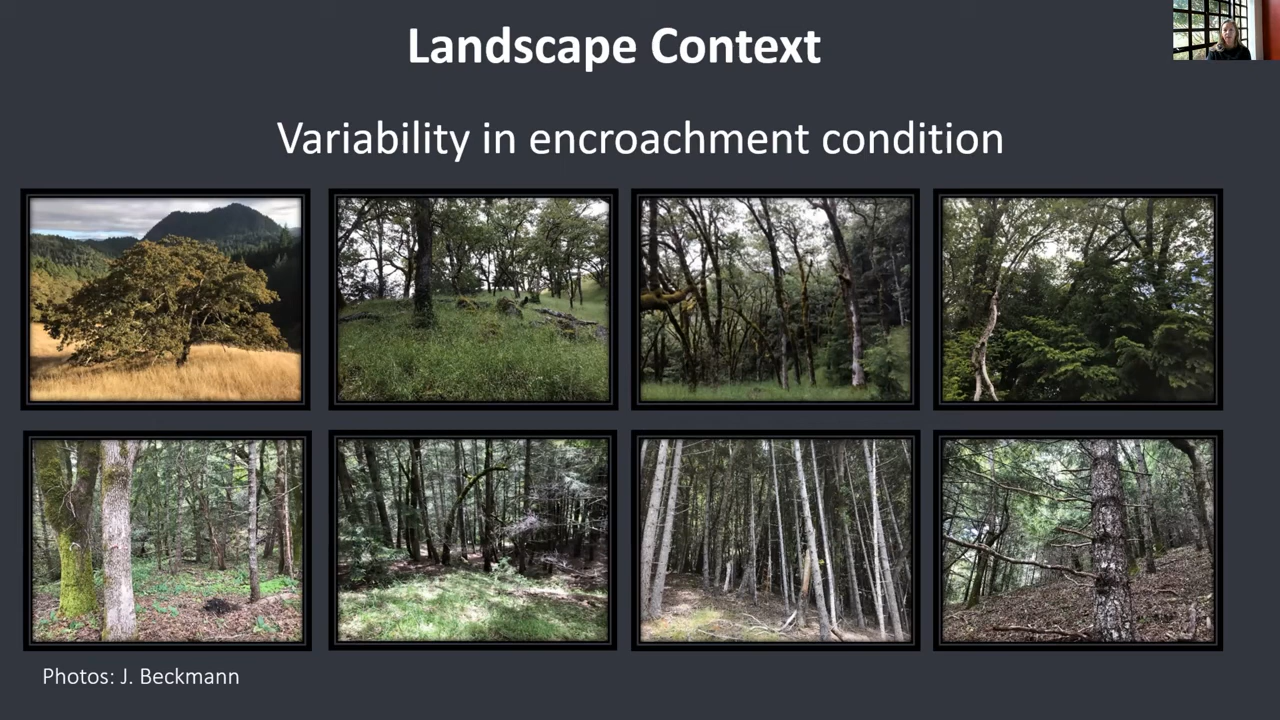 Landscape Context
Variability in encroachment condition
Photos: J. Beckmann